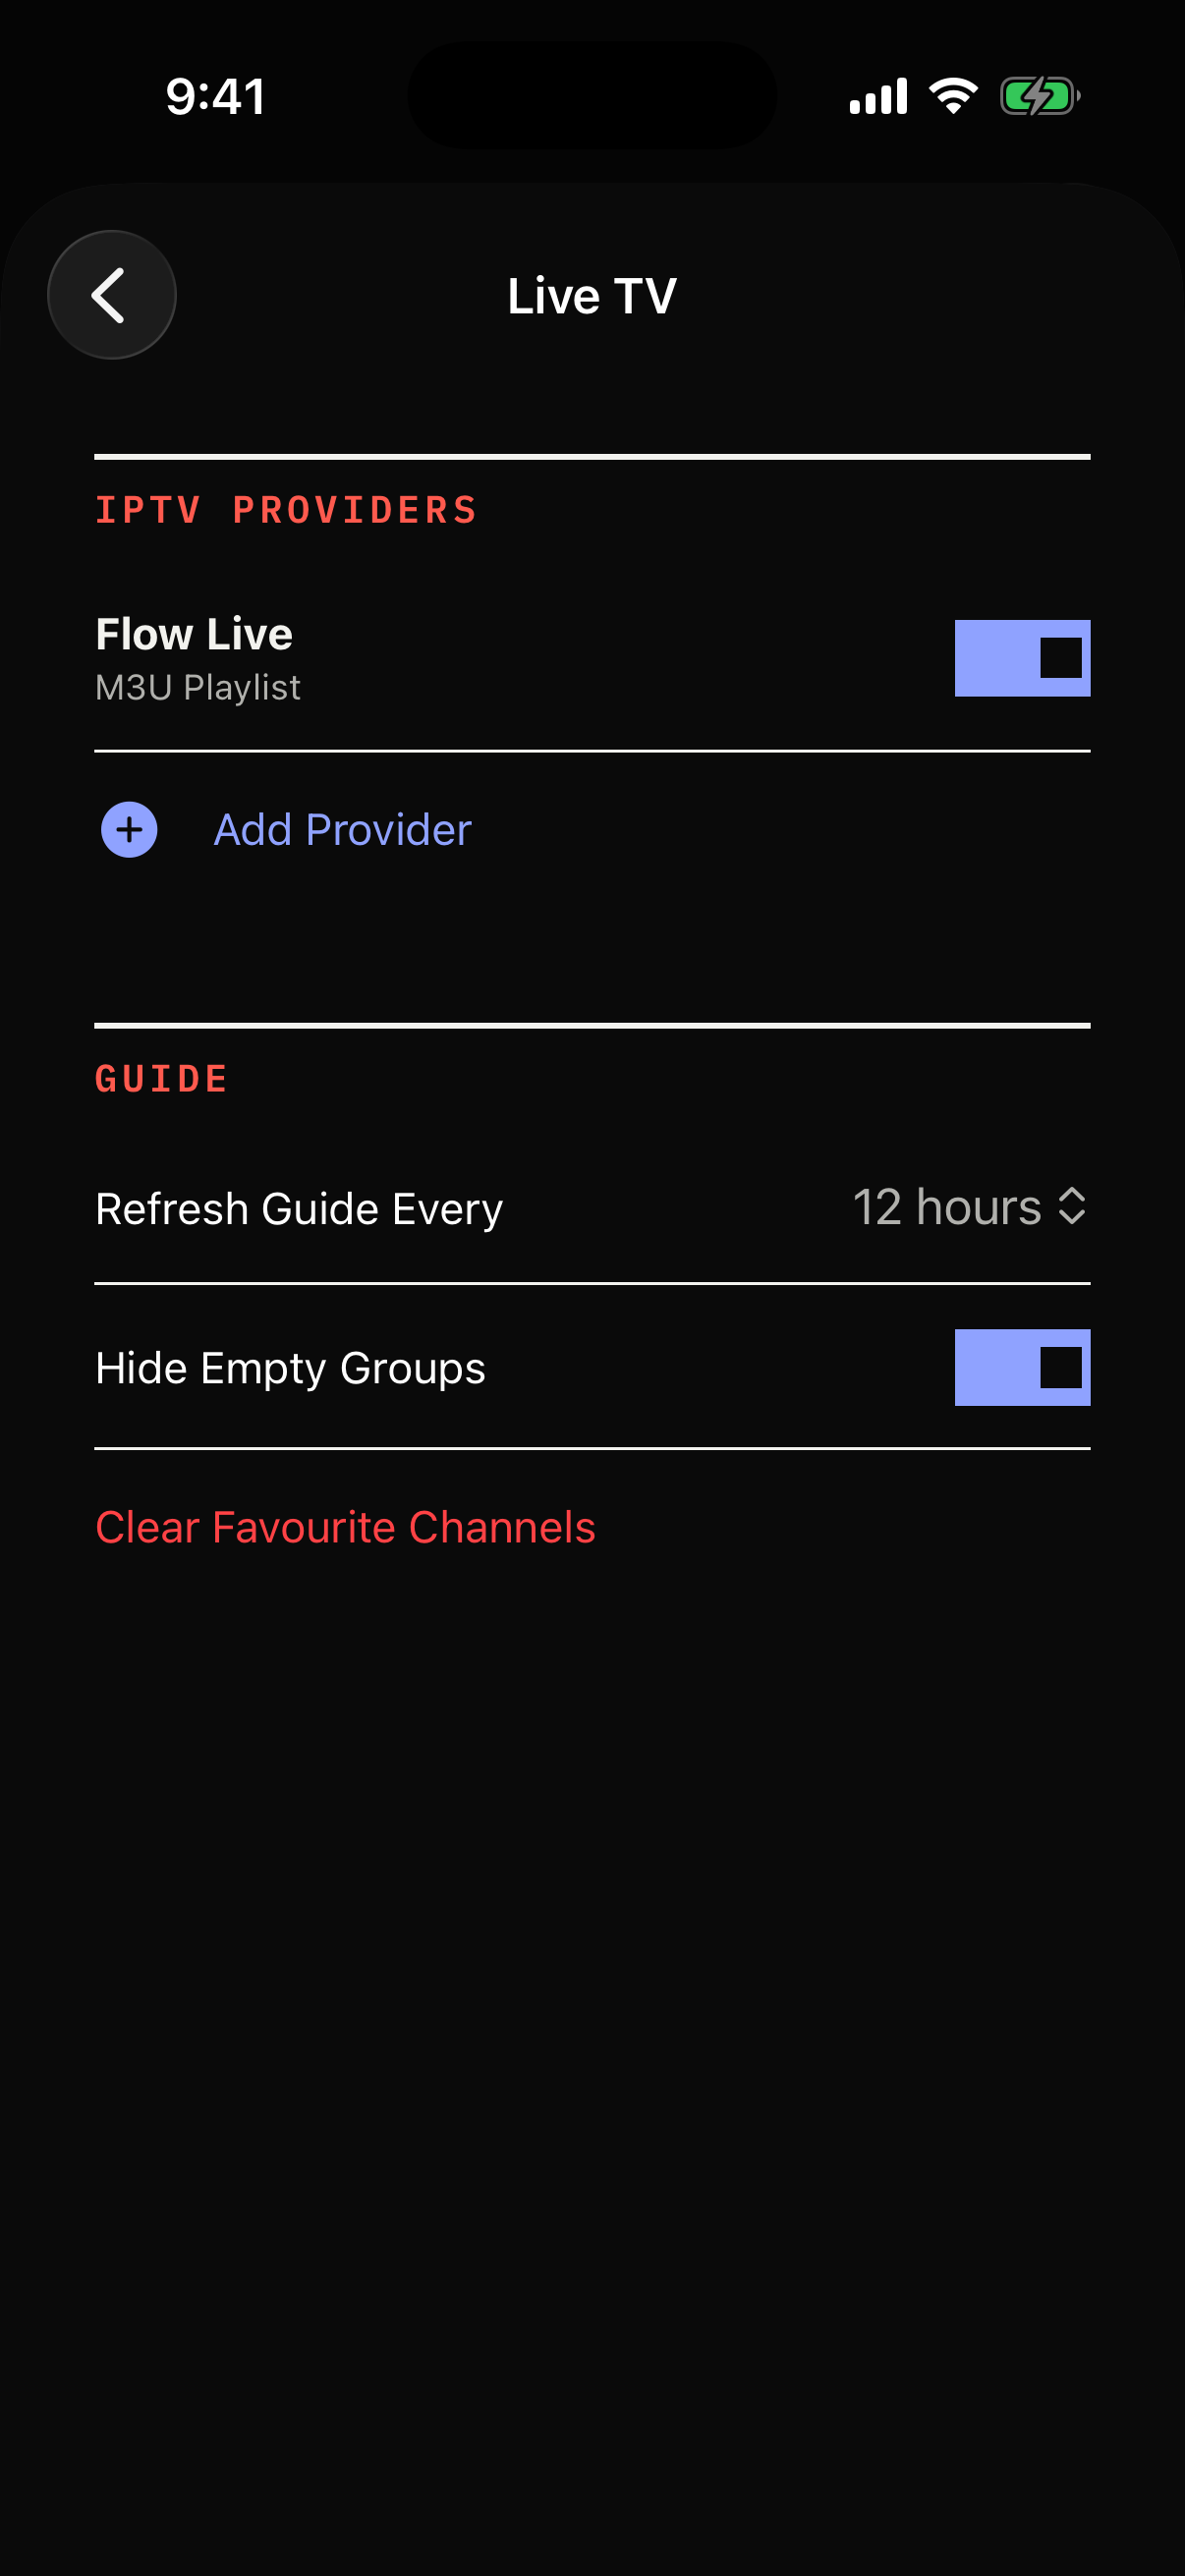 9:41
Live TV
IPTV PROVIDERS
Flow Live
M3U Playlist
Add Provider
GUIDE
Refresh Guide Every 12 hours
Hide Empty Groups
Clear Favourite Channels